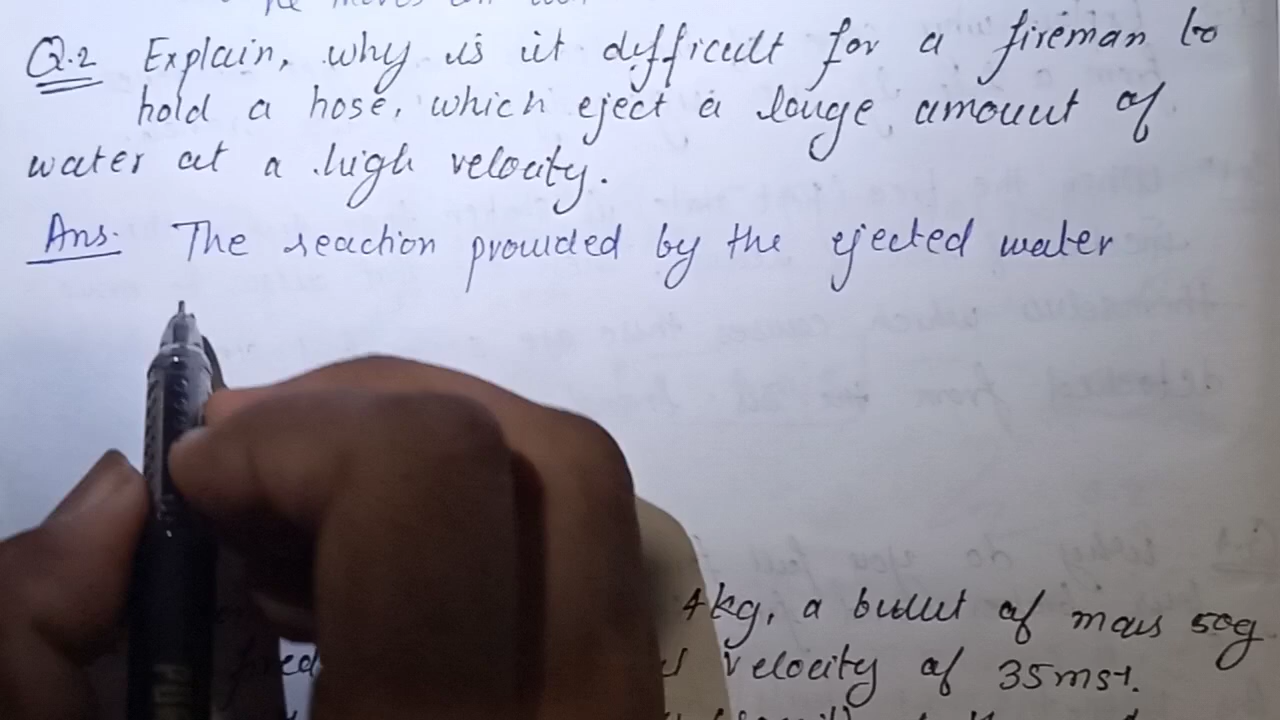 Q.2 Explain, why is it difficult for a fireman to
hold a hose, which eject a large amount of
water at a high velocity.
Ans. The reaction provided by the ejected water
4kg, a bullet of mass 50g
velocity of 35ms-1.